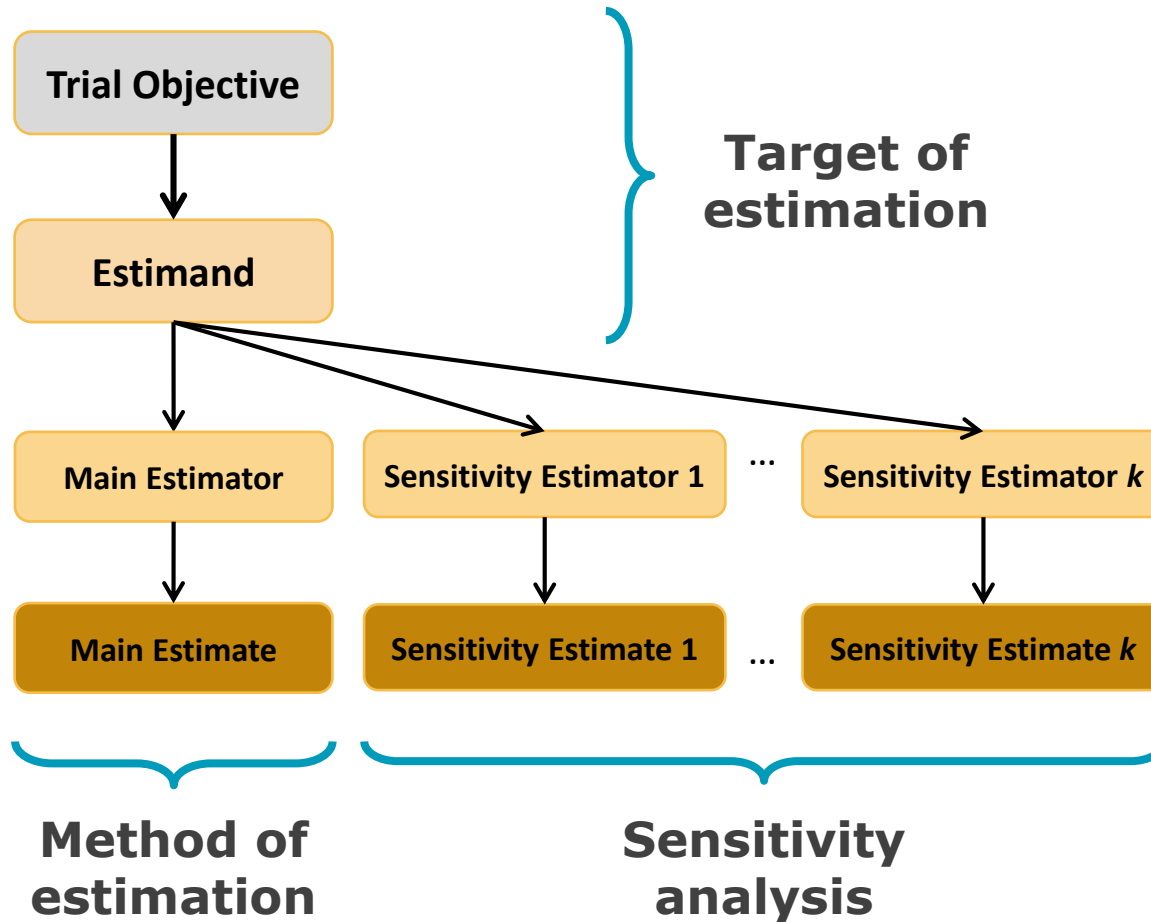 Trial Objective
Target of
estimation
Estimand
Main Estimator
Sensitivity Estimator 1
...
Sensitivity Estimator k
Main Estimate
Sensitivity Estimate 1
...
Sensitivity Estimate k
Method of
estimation
Sensitivity
analysis